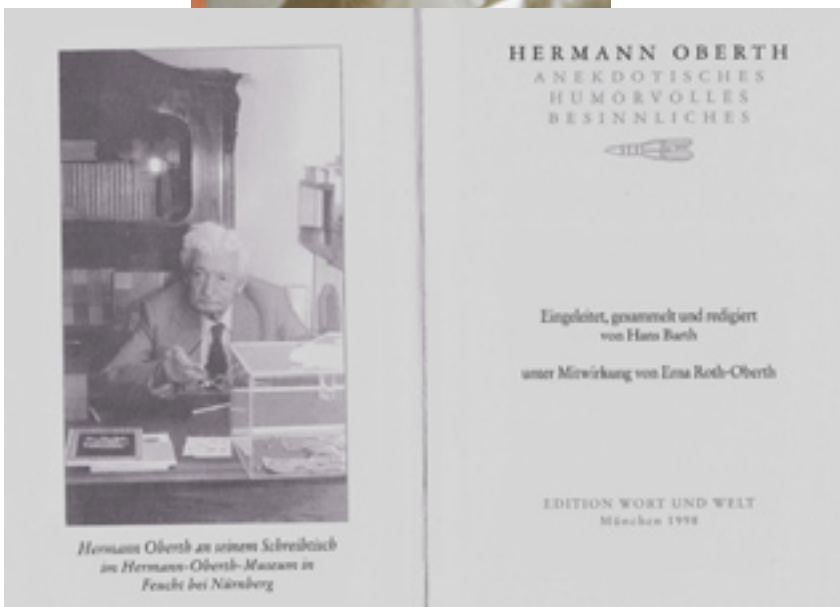 Hermann Oberth an seinem Schreibtisch
im Hermann-Oberth-Museum in
Feucht bei Nürnberg
HERMANN OBERTH
ANEKDOTISCHES
HUMORVOLLES
BESINNLICHES
Eingeleitet, gesammelt und redigiert
von Hans Barth
unter Mitwirkung von Erna Roth-Oberth
EDITION WORT UND WELT
München 1998